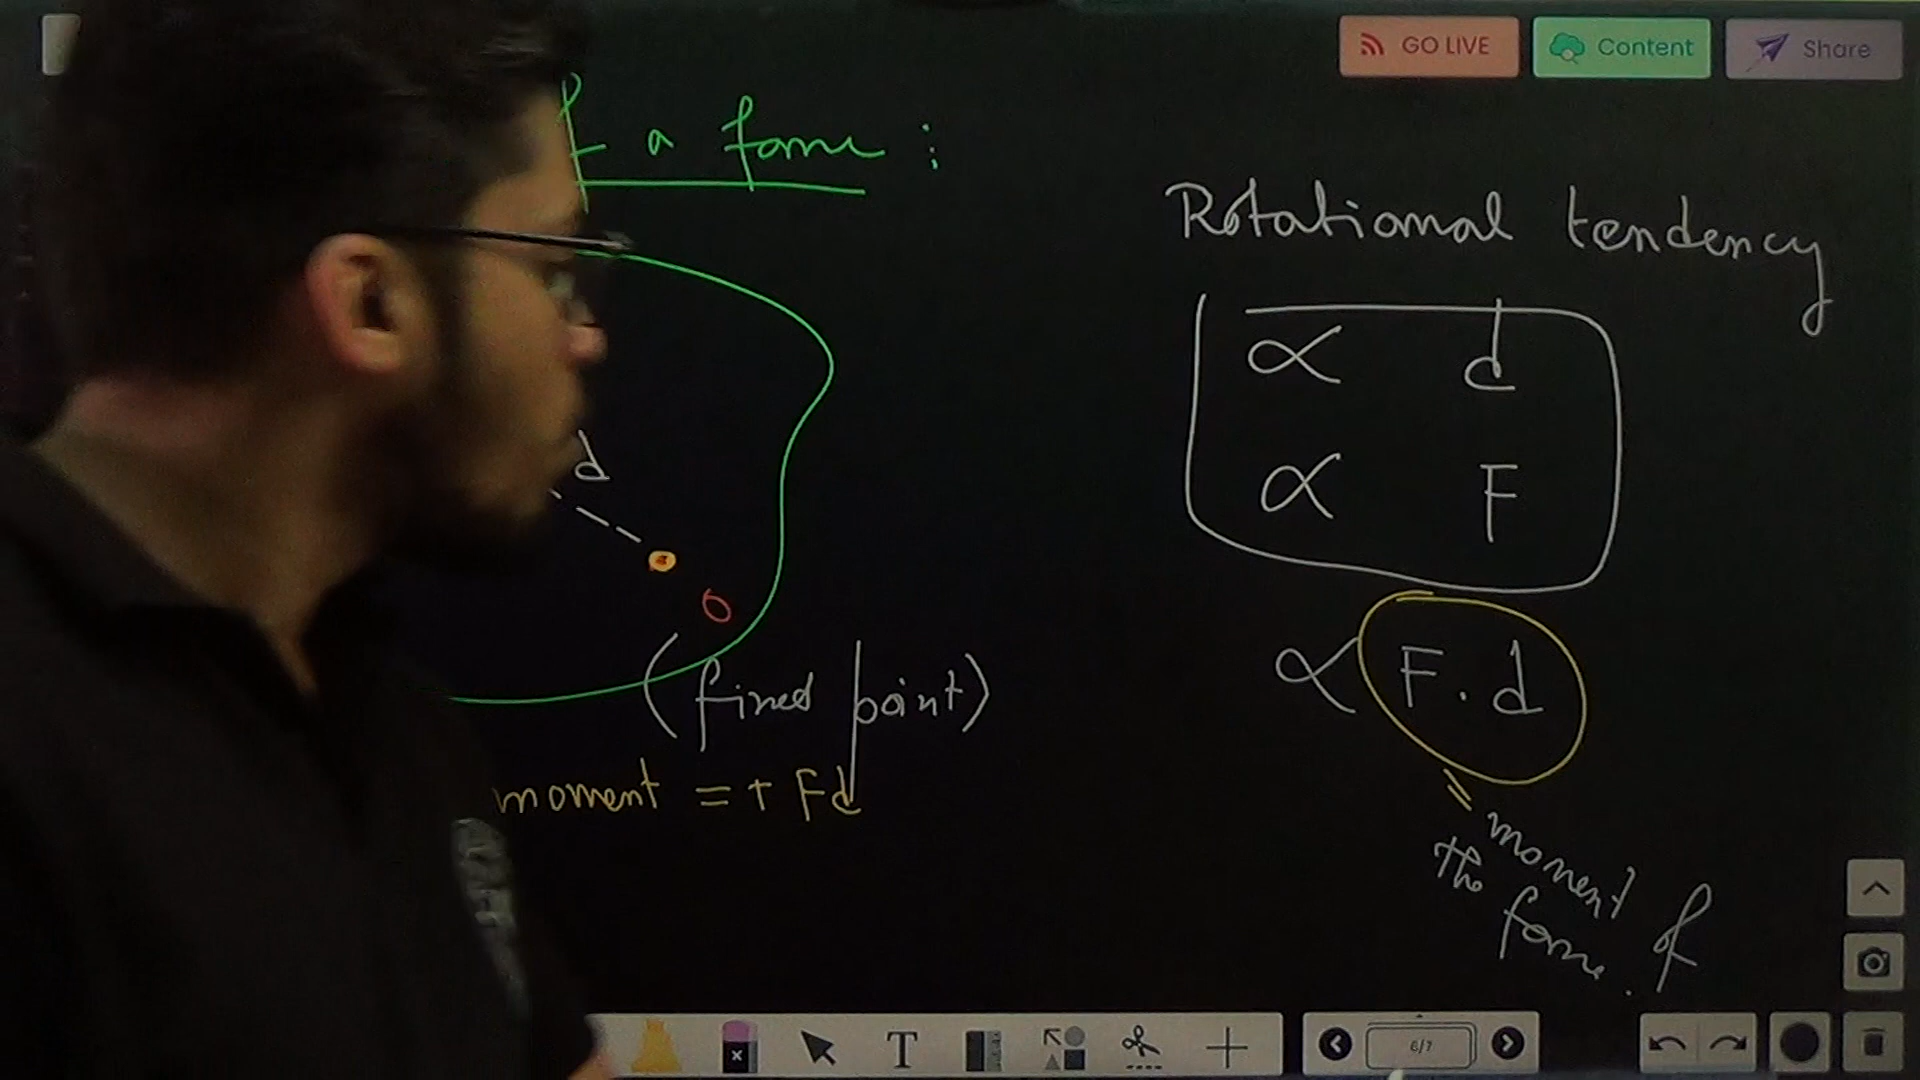 GO LIVE
Content
Share
f a force :
Rotational tendency
∝ d
∝ F
d
O
(fixed point)
∝ F . d
moment = + Fd
moment of
the force.
T
6/7